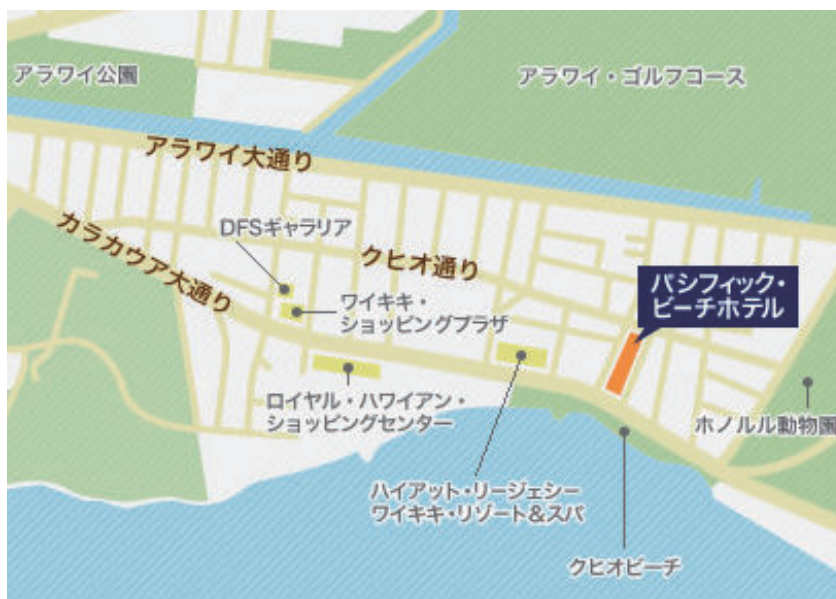 アラワイ公園
アラワイ・ゴルフコース
アラワイ大通り
カラカウア大通り
DFSギャラリア
クヒオ通り
ワイキキ・
ショッピングプラザ
パシフィック・
ビーチホテル
ロイヤル・ハワイアン・
ショッピングセンター
ホノルル動物園
ハイアット・リージェシー
ワイキキ・リゾート&スパ
クヒオビーチ